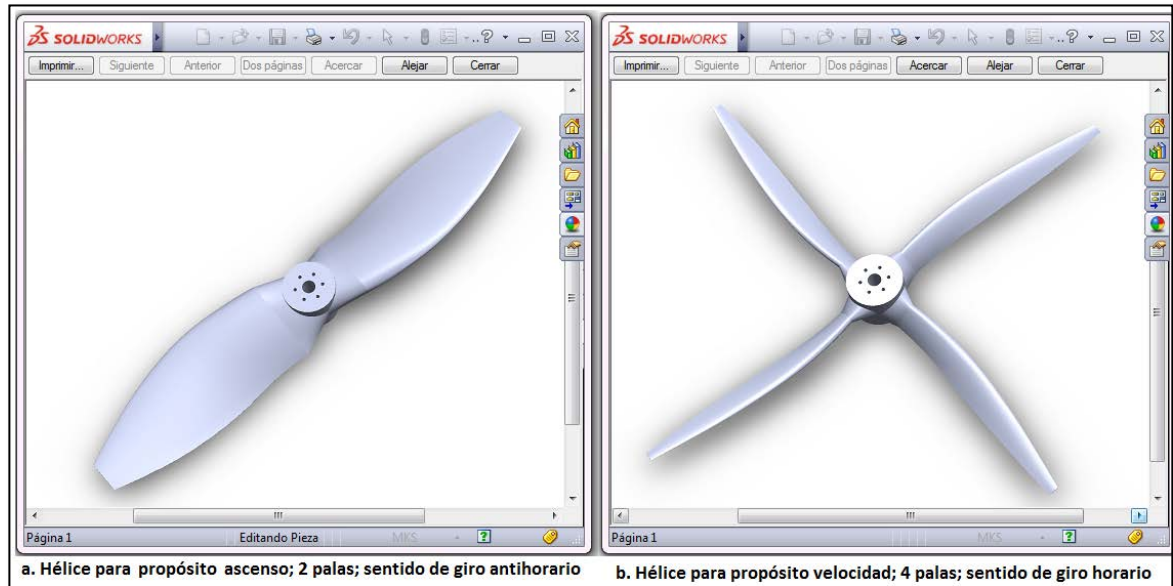 SOLIDWORKS
Imprimir... Siguiente Anterior Dos páginas Acercar Alejar Cerrar
Página 1 Editando Pieza MKS
a. Hélice para propósito ascenso; 2 palas; sentido de giro antihorario
SOLIDWORKS
Imprimir... Siguiente Anterior Dos páginas Acercar Alejar Cerrar
Página 1 MKS
b. Hélice para propósito velocidad; 4 palas; sentido de giro horario